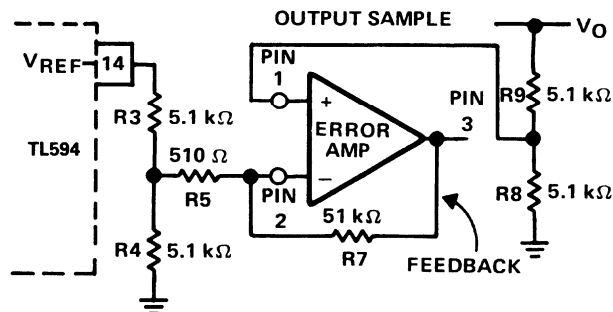 OUTPUT SAMPLE
VO
VREF
14
PIN
1
+
ERROR
AMP
PIN
3
R9
5.1 kΩ
R3
5.1 kΩ
TL594
510 Ω
R5
−
PIN
2
R8
5.1 kΩ
51 kΩ
R7
R4
5.1 kΩ
FEEDBACK